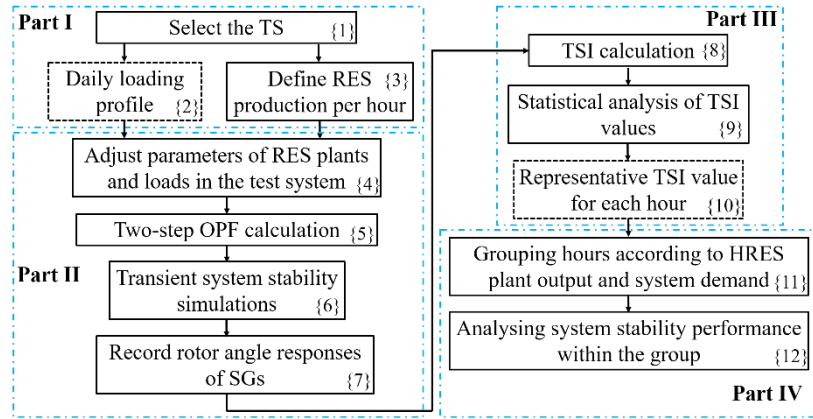 Part I
Select the TS {1}
Daily loading
profile {2}
Define RES {3}
production per hour
Part II
Adjust parameters of RES plants
and loads in the test system {4}
Two-step OPF calculation {5}
Transient system stability
simulations {6}
Record rotor angle responses
of SGs {7}
Part III
TSI calculation {8}
Statistical analysis of TSI
values {9}
Representative TSI value
for each hour {10}
Grouping hours according to HRES
plant output and system demand {11}
Analysing system stability performance
within the group {12}
Part IV